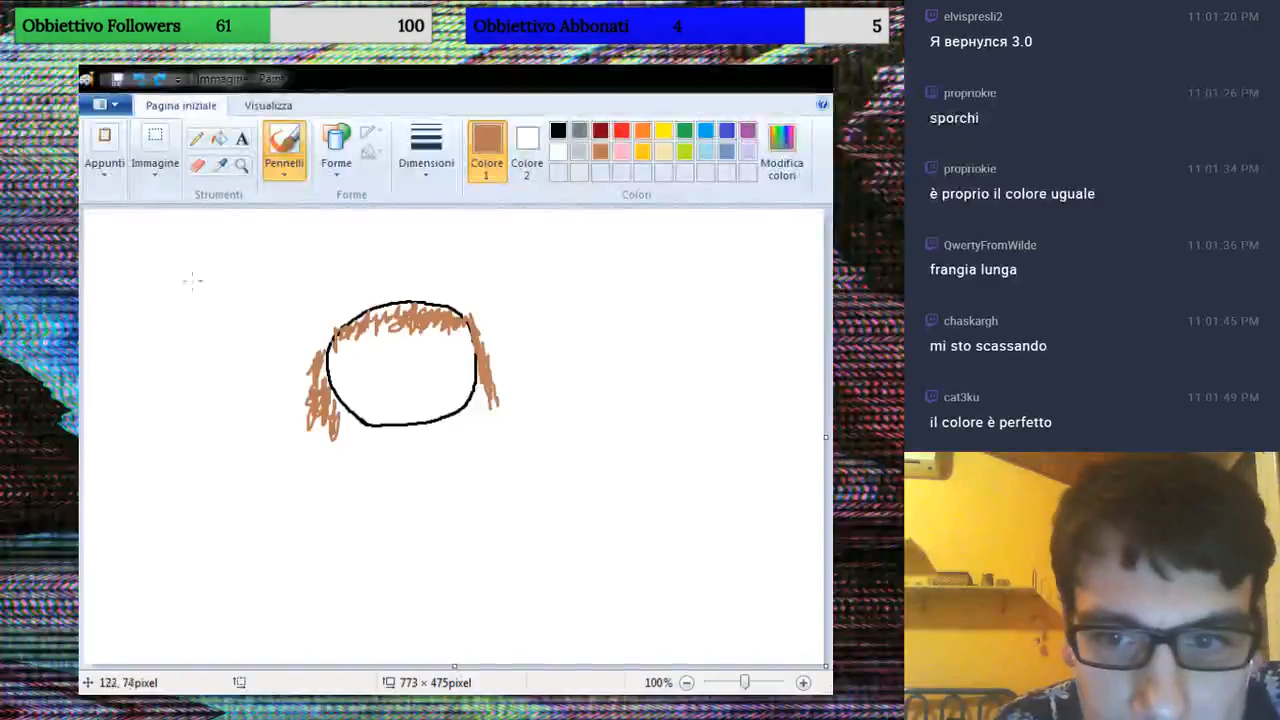 Obbiettivo Followers 61 100
Obbiettivo Abbonati 4 5
Immagine - Paint
Pagina iniziale Visualizza
Appunti
Immagine
Pennelli
Forme
Dimensioni
Colore 1
Colore 2
Modifica colori
Strumenti
Forme
Colori
122, 74pixel
773 × 475pixel
100%
elvispresli2 11:01:20 PM
Я вернулся 3.0
propriokie 11:01:26 PM
sporchi
propriokie 11:01:34 PM
è proprio il colore uguale
QwertyFromWilde 11:01:36 PM
frangia lunga
chaskargh 11:01:45 PM
mi sto scassando
cat3ku 11:01:49 PM
il colore è perfetto